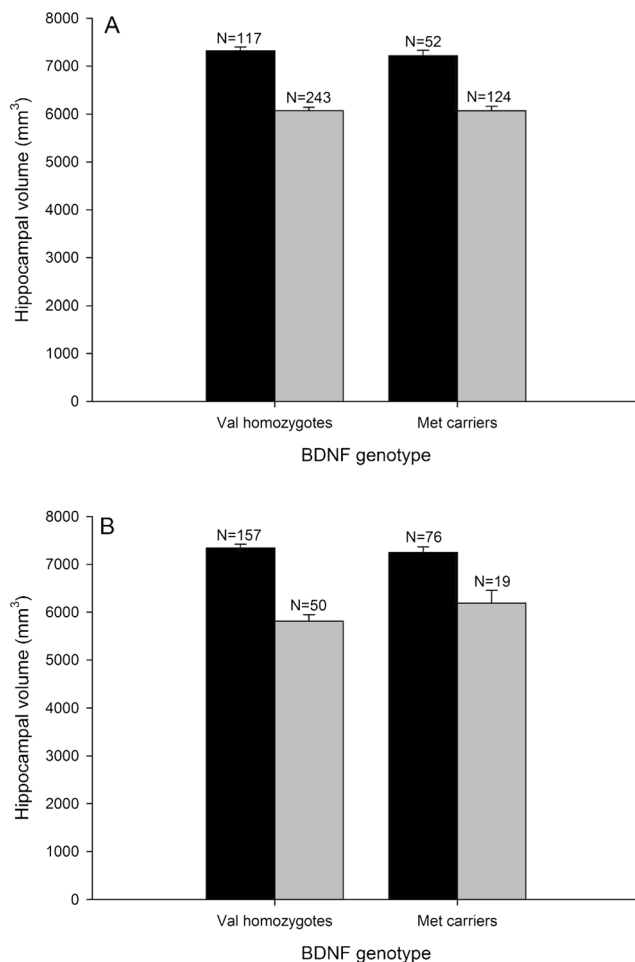 A
8000
7000
6000
5000
4000
3000
2000
1000
0
Hippocampal volume (mm³)
N=117
N=243
N=52
N=124
Val homozygotes
Met carriers
BDNF genotype
B
8000
7000
6000
5000
4000
3000
2000
1000
0
Hippocampal volume (mm³)
N=157
N=50
N=76
N=19
Val homozygotes
Met carriers
BDNF genotype